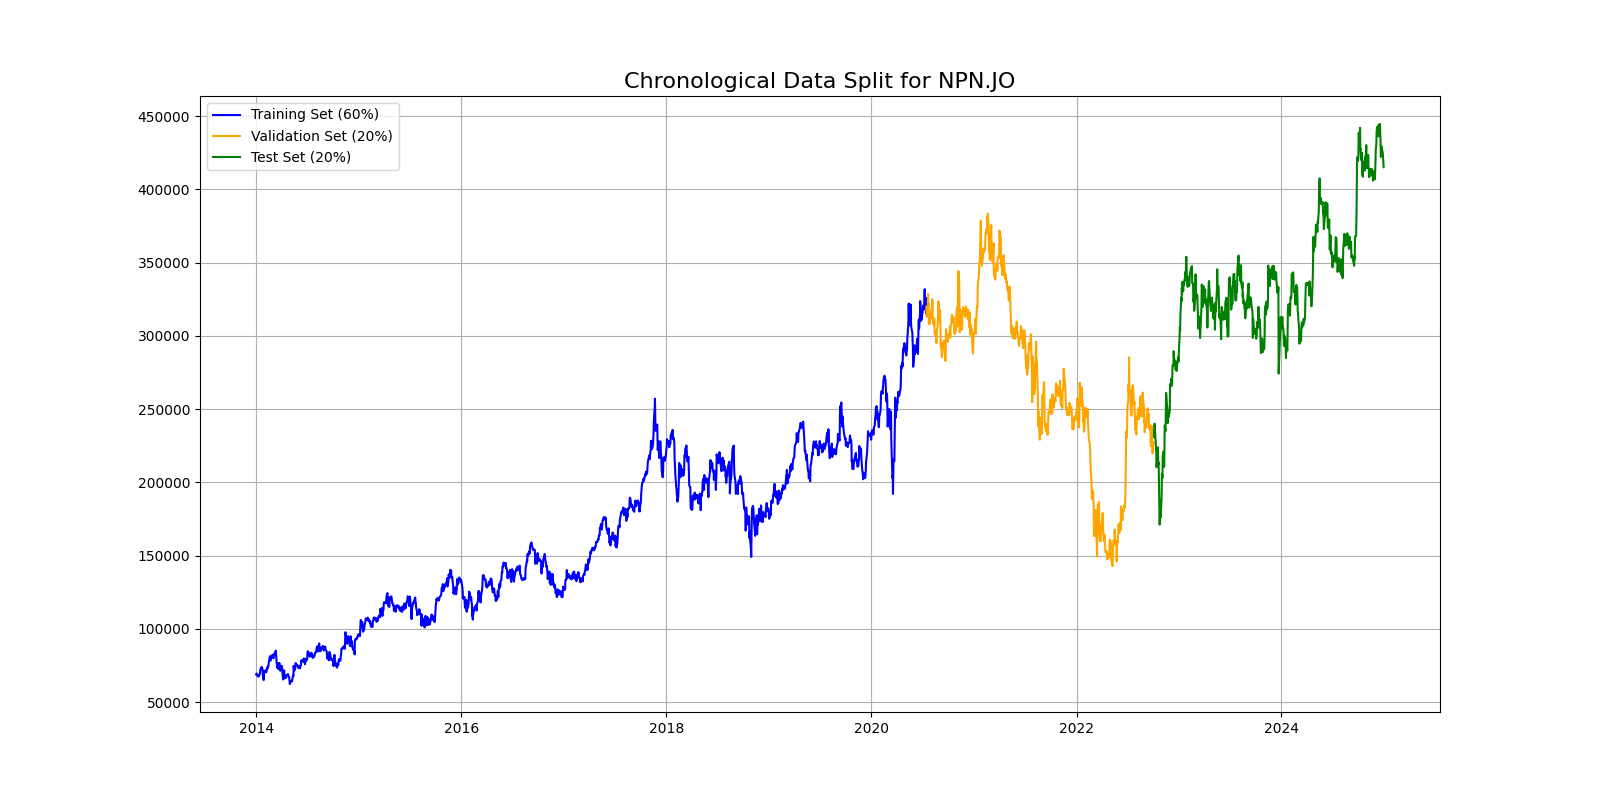 Chronological Data Split for NPN.JO
Training Set (60%)
Validation Set (20%)
Test Set (20%)
450000
400000
350000
300000
250000
200000
150000
100000
50000
2014 2016 2018 2020 2022 2024